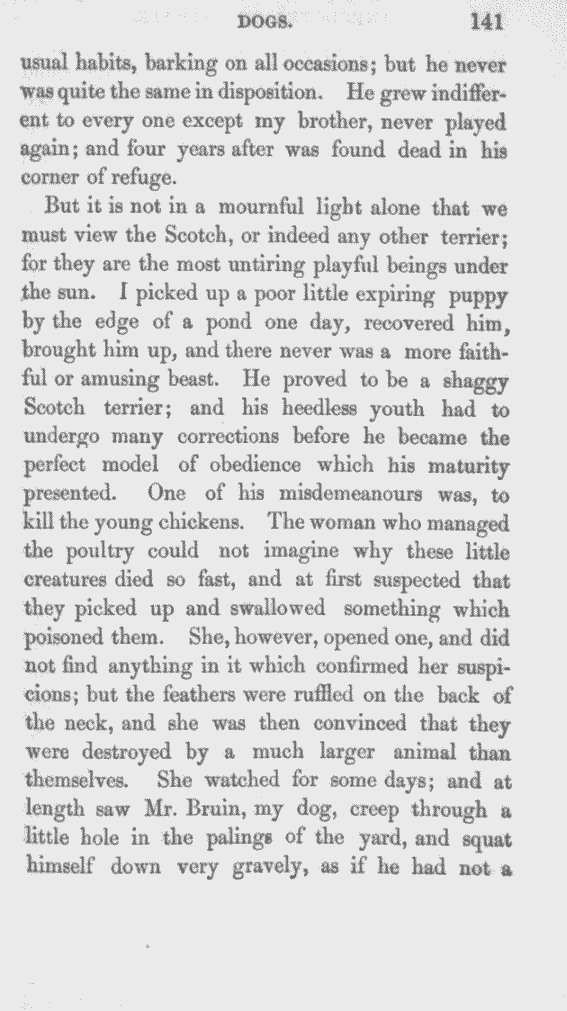 DOGS. 141
usual habits, barking on all occasions; but he never
was quite the same in disposition. He grew indiffer-
ent to every one except my brother, never played
again; and four years after was found dead in his
corner of refuge.
But it is not in a mournful light alone that we
must view the Scotch, or indeed any other terrier;
for they are the most untiring playful beings under
the sun. I picked up a poor little expiring puppy
by the edge of a pond one day, recovered him,
brought him up, and there never was a more faith-
ful or amusing beast. He proved to be a shaggy
Scotch terrier; and his heedless youth had to
undergo many corrections before he became the
perfect model of obedience which his maturity
presented. One of his misdemeanours was, to
kill the young chickens. The woman who managed
the poultry could not imagine why these little
creatures died so fast, and at first suspected that
they picked up and swallowed something which
poisoned them. She, however, opened one, and did
not find anything in it which confirmed her suspi-
cions; but the feathers were ruffled on the back of
the neck, and she was then convinced that they
were destroyed by a much larger animal than
themselves. She watched for some days; and at
length saw Mr. Bruin, my dog, creep through a
little hole in the palings of the yard, and squat
himself down very gravely, as if he had not a